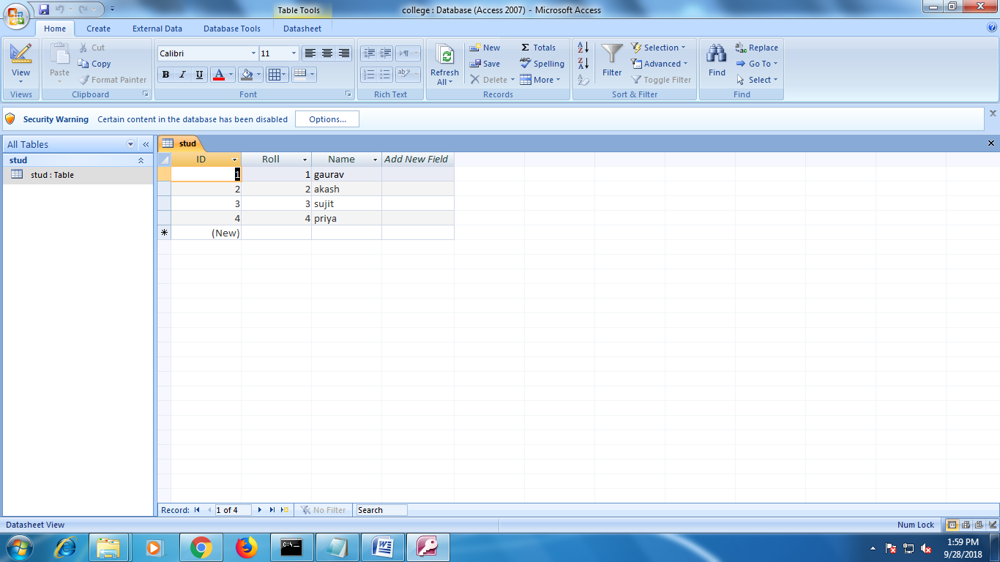 Table Tools college : Database (Access 2007) - Microsoft Access
Home Create External Data Database Tools Datasheet
View
Views
Paste
Cut
Copy
Format Painter
Clipboard
Calibri 11
B I U A
Font
Rich Text
Refresh All
New
Save
Delete
Σ Totals
ABC Spelling
More
Records
A Z
Z A
Filter
Selection
Advanced
Toggle Filter
Sort & Filter
Find
Replace
Go To
Select
Find
Security Warning Certain content in the database has been disabled Options...
All Tables «
stud
stud : Table
stud
ID Roll Name Add New Field
1 1 gaurav
2 2 akash
3 3 sujit
4 4 priya
* (New)
Record: 1 of 4 No Filter Search
Datasheet View Num Lock
C:\
W
1:59 PM
9/28/2018